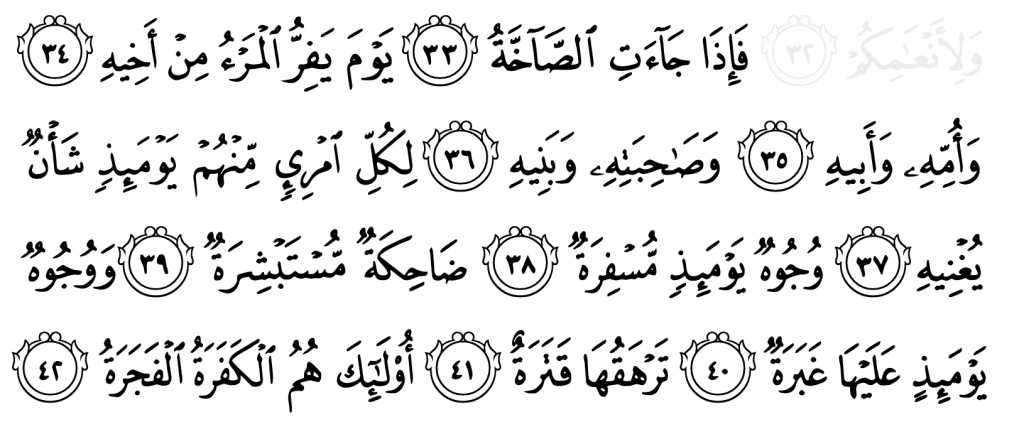 وَلِأَنْعَٰمِكُمْ ٣٢ فَإِذَا جَآءَتِ ٱلصَّآخَّةُ ٣٣ يَوْمَ يَفِرُّ ٱلْمَرْءُ مِنْ أَخِيهِ ٣٤
وَأُمِّهِۦ وَأَبِيهِ ٣٥ وَصَٰحِبَتِهِۦ وَبَنِيهِ ٣٦ لِكُلِّ ٱمْرِئٍ مِّنْهُمْ يَوْمَئِذٍ شَأْنٌ
يُغْنِيهِ ٣٧ وُجُوهٌ يَوْمَئِذٍ مُّسْفِرَةٌ ٣٨ ضَاحِكَةٌ مُّسْتَبْشِرَةٌ ٣٩ وَوُجُوهٌ
يَوْمَئِذٍ عَلَيْهَا غَبَرَةٌ ٤٠ تَرْهَقُهَا قَتَرَةٌ ٤١ أُو۟لَٰٓئِكَ هُمُ ٱلْكَفَرَةُ ٱلْفَجَرَةُ ٤٢